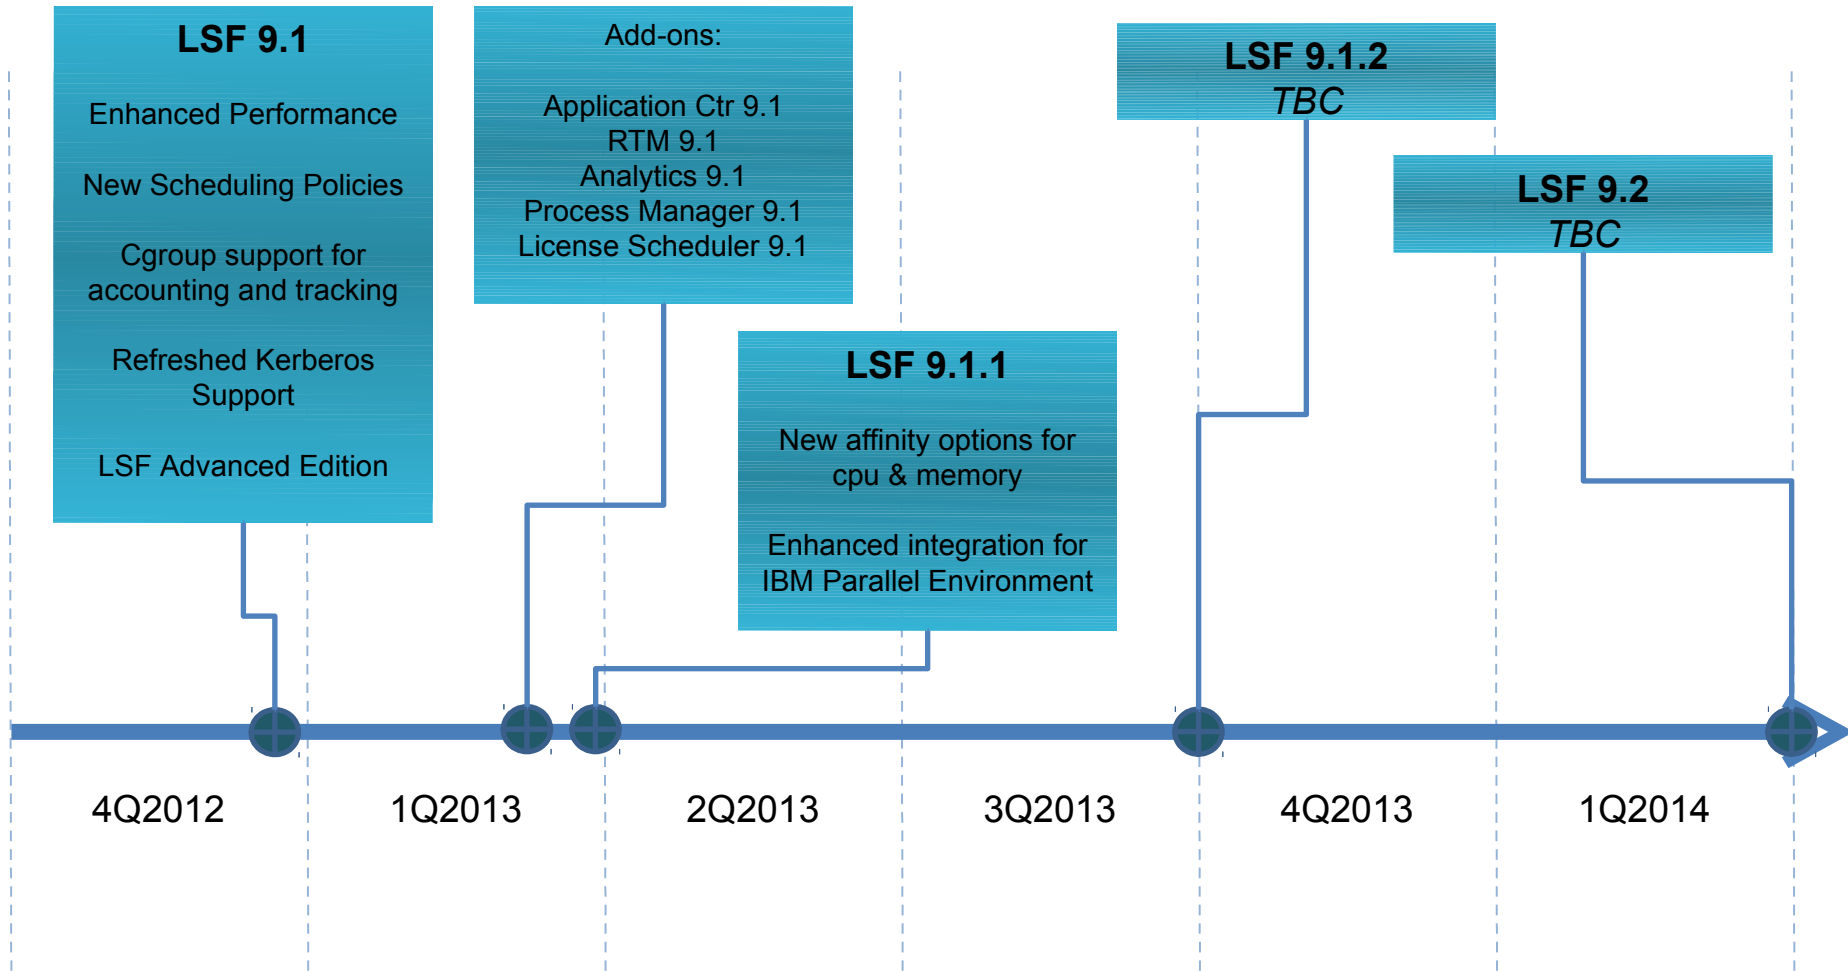 LSF 9.1
Enhanced Performance
New Scheduling Policies
Cgroup support for
accounting and tracking
Refreshed Kerberos
Support
LSF Advanced Edition
Add-ons:
Application Ctr 9.1
RTM 9.1
Analytics 9.1
Process Manager 9.1
License Scheduler 9.1
LSF 9.1.1
New affinity options for
cpu & memory
Enhanced integration for
IBM Parallel Environment
LSF 9.1.2
TBC
LSF 9.2
TBC
4Q2012
1Q2013
2Q2013
3Q2013
4Q2013
1Q2014